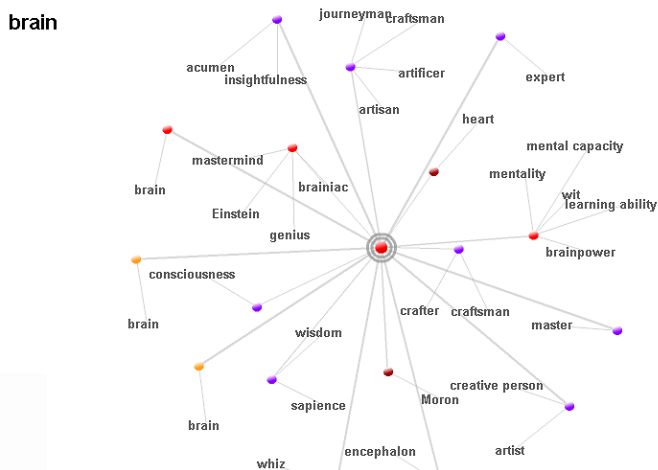 brain
journeyman
craftsman
acumen
insightfulness
artificer
expert
artisan
heart
mental capacity
mastermind
mentality
brain
brainiac
wit
learning ability
Einstein
genius
brainpower
consciousness
crafter
craftsman
brain
wisdom
master
creative person
Moron
sapience
brain
artist
encephalon
whiz